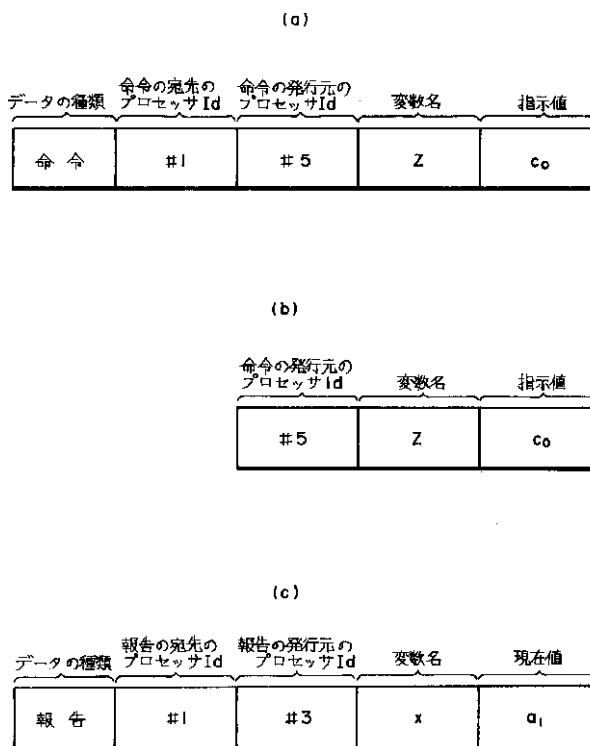 (a)
データの種類 命令の宛先のプロセッサId 命令の発行元のプロセッサId 変数名 指示値
命令 #1 #5 Z c₀
(b)
命令の発行元のプロセッサId 変数名 指示値
#5 Z c₀
(c)
データの種類 報告の宛先のプロセッサId 報告の発行元のプロセッサId 変数名 現在値
報告 #1 #3 x a₁